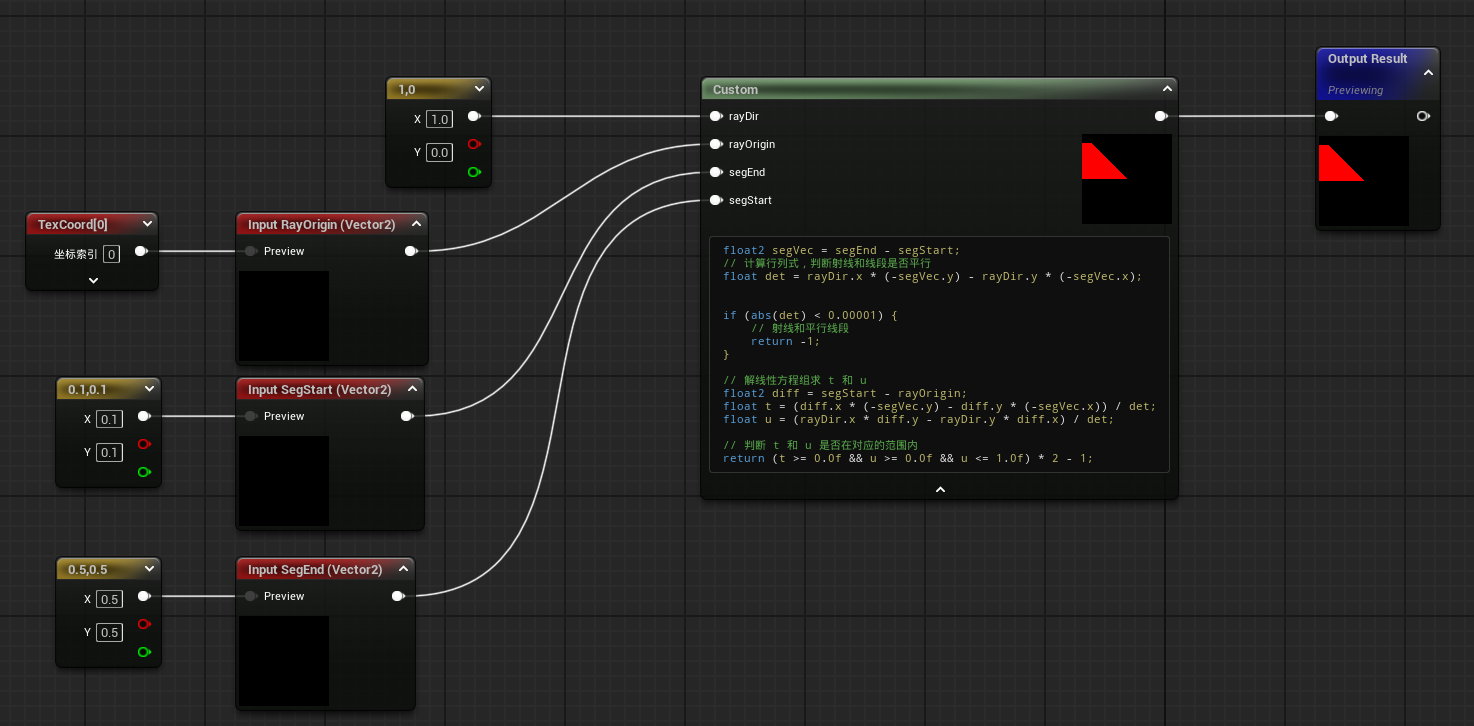 1,0
X 1.0
Y 0.0
TexCoord[0]
坐标索引 0
Input RayOrigin (Vector2)
Preview
0.1,0.1
X 0.1
Y 0.1
Input SegStart (Vector2)
Preview
0.5,0.5
X 0.5
Y 0.5
Input SegEnd (Vector2)
Preview
Custom
rayDir
rayOrigin
segEnd
segStart
float2 segVec = segEnd - segStart;
// 计算行列式，判断射线和线段是否平行
float det = rayDir.x * (-segVec.y) - rayDir.y * (-segVec.x);
if (abs(det) < 0.00001) {
// 射线和平行线段
return -1;
}
// 解线性方程组求 t 和 u
float2 diff = segStart - rayOrigin;
float t = (diff.x * (-segVec.y) - diff.y * (-segVec.x)) / det;
float u = (rayDir.x * diff.y - rayDir.y * diff.x) / det;
// 判断 t 和 u 是否在对应的范围内
return (t >= 0.0f && u >= 0.0f && u <= 1.0f) * 2 - 1;
Output Result
Previewing